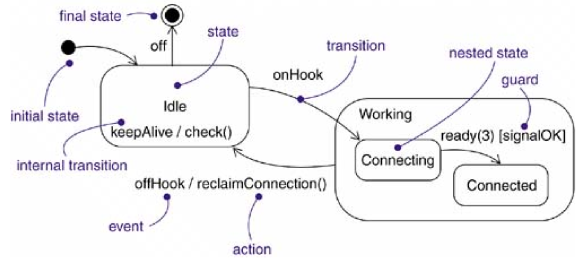 final state
off
state
transition
nested state
guard
onHook
initial state
Idle
keepAlive / check()
internal transition
Working
ready(3) [signalOK]
Connecting
Connected
offHook / reclaimConnection()
event
action